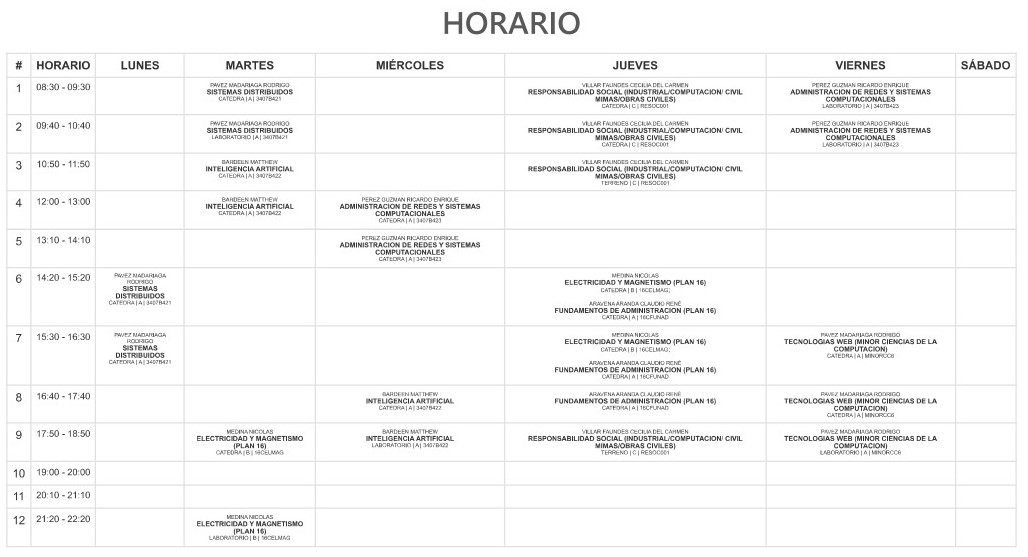 HORARIO
# HORARIO LUNES MARTES MIÉRCOLES JUEVES VIERNES SÁBADO
1 08:30 - 09:30
PAVEZ MADARIAGA RODRIGO
SISTEMAS DISTRIBUIDOS
CATEDRA | A | 3407B421
VILLAR FAUNDES CECILIA DEL CARMEN
RESPONSABILIDAD SOCIAL (INDUSTRIAL/COMPUTACION/ CIVIL
MIMAS/OBRAS CIVILES)
CATEDRA | C | RESOC001
PEREZ GUZMAN RICARDO ENRIQUE
ADMINISTRACION DE REDES Y SISTEMAS
COMPUTACIONALES
LABORATORIO | A | 3407B423
2 09:40 - 10:40
PAVEZ MADARIAGA RODRIGO
SISTEMAS DISTRIBUIDOS
LABORATORIO | A | 3407B421
VILLAR FAUNDES CECILIA DEL CARMEN
RESPONSABILIDAD SOCIAL (INDUSTRIAL/COMPUTACION/ CIVIL
MIMAS/OBRAS CIVILES)
CATEDRA | C | RESOC001
PEREZ GUZMAN RICARDO ENRIQUE
ADMINISTRACION DE REDES Y SISTEMAS
COMPUTACIONALES
LABORATORIO | A | 3407B423
3 10:50 - 11:50
BARDEEN MATTHEW
INTELIGENCIA ARTIFICIAL
CATEDRA | A | 3407B422
VILLAR FAUNDES CECILIA DEL CARMEN
RESPONSABILIDAD SOCIAL (INDUSTRIAL/COMPUTACION/ CIVIL
MIMAS/OBRAS CIVILES)
TERRENO | C | RESOC001
4 12:00 - 13:00
BARDEEN MATTHEW
INTELIGENCIA ARTIFICIAL
CATEDRA | A | 3407B422
PEREZ GUZMAN RICARDO ENRIQUE
ADMINISTRACION DE REDES Y SISTEMAS
COMPUTACIONALES
CATEDRA | A | 3407B423
5 13:10 - 14:10
PEREZ GUZMAN RICARDO ENRIQUE
ADMINISTRACION DE REDES Y SISTEMAS
COMPUTACIONALES
CATEDRA | A | 3407B423
6 14:20 - 15:20
PAVEZ MADARIAGA
RODRIGO
SISTEMAS
DISTRIBUIDOS
CATEDRA | A | 3407B421
MEDINA NICOLAS
ELECTRICIDAD Y MAGNETISMO (PLAN 16)
CATEDRA | B | 16CELMAG;
ARAVENA ARANDA CLAUDIO RENÉ
FUNDAMENTOS DE ADMINISTRACION (PLAN 16)
CATEDRA | A | 16CFUNAD
7 15:30 - 16:30
PAVEZ MADARIAGA
RODRIGO
SISTEMAS
DISTRIBUIDOS
CATEDRA | A | 3407B421
MEDINA NICOLAS
ELECTRICIDAD Y MAGNETISMO (PLAN 16)
CATEDRA | B | 16CELMAG;
ARAVENA ARANDA CLAUDIO RENÉ
FUNDAMENTOS DE ADMINISTRACION (PLAN 16)
CATEDRA | A | 16CFUNAD
PAVEZ MADARIAGA RODRIGO
TECNOLOGIAS WEB (MINOR CIENCIAS DE LA
COMPUTACION)
CATEDRA | A | MINORCC6
8 16:40 - 17:40
BARDEEN MATTHEW
INTELIGENCIA ARTIFICIAL
CATEDRA | A | 3407B422
ARAVENA ARANDA CLAUDIO RENÉ
FUNDAMENTOS DE ADMINISTRACION (PLAN 16)
CATEDRA | A | 16CFUNAD
PAVEZ MADARIAGA RODRIGO
TECNOLOGIAS WEB (MINOR CIENCIAS DE LA
COMPUTACION)
CATEDRA | A | MINORCC6
9 17:50 - 18:50
MEDINA NICOLAS
ELECTRICIDAD Y MAGNETISMO
(PLAN 16)
CATEDRA | B | 16CELMAG
BARDEEN MATTHEW
INTELIGENCIA ARTIFICIAL
LABORATORIO | A | 3407B422
VILLAR FAUNDES CECILIA DEL CARMEN
RESPONSABILIDAD SOCIAL (INDUSTRIAL/COMPUTACION/ CIVIL
MIMAS/OBRAS CIVILES)
TERRENO | C | RESOC001
PAVEZ MADARIAGA RODRIGO
TECNOLOGIAS WEB (MINOR CIENCIAS DE LA
COMPUTACION)
LABORATORIO | A | MINORCC6
10 19:00 - 20:00
11 20:10 - 21:10
12 21:20 - 22:20
MEDINA NICOLAS
ELECTRICIDAD Y MAGNETISMO
(PLAN 16)
LABORATORIO | B | 16CELMAG